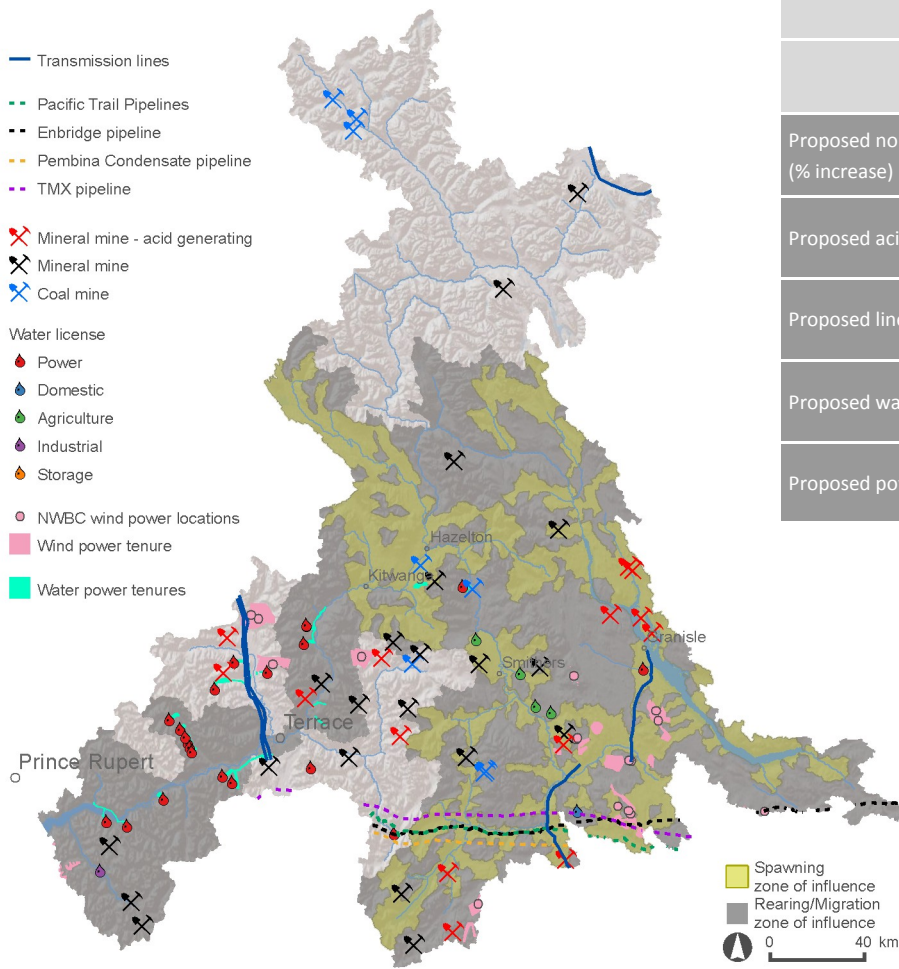 Transmission lines
Pacific Trail Pipelines
Enbridge pipeline
Pembina Condensate pipeline
TMX pipeline
Mineral mine - acid generating
Mineral mine
Coal mine
Water license
Power
Domestic
Agriculture
Industrial
Storage
NWBC wind power locations
Wind power tenure
Water power tenures
Proposed no
(% increase)
Proposed aci
Proposed line
Proposed wa
Proposed po
Hazelton
Kitwanga
Granisle
Smithers
Terrace
Prince Rupert
Spawning
zone of influence
Rearing/Migration
zone of influence
0 40 km